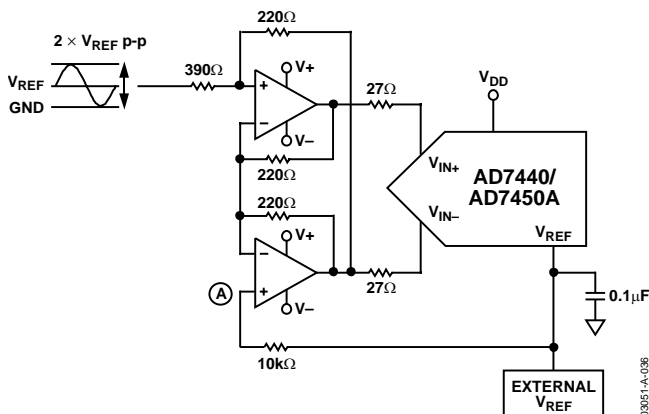 220Ω
2 × VREF p-p
390Ω
V+
27Ω
VDD
VREF
GND
+
–
V–
220Ω
VIN+
AD7440/
AD7450A
220Ω
VIN–
VREF
V+
–
+
A
V–
27Ω
0.1μF
10kΩ
EXTERNAL
VREF
03051-A-036